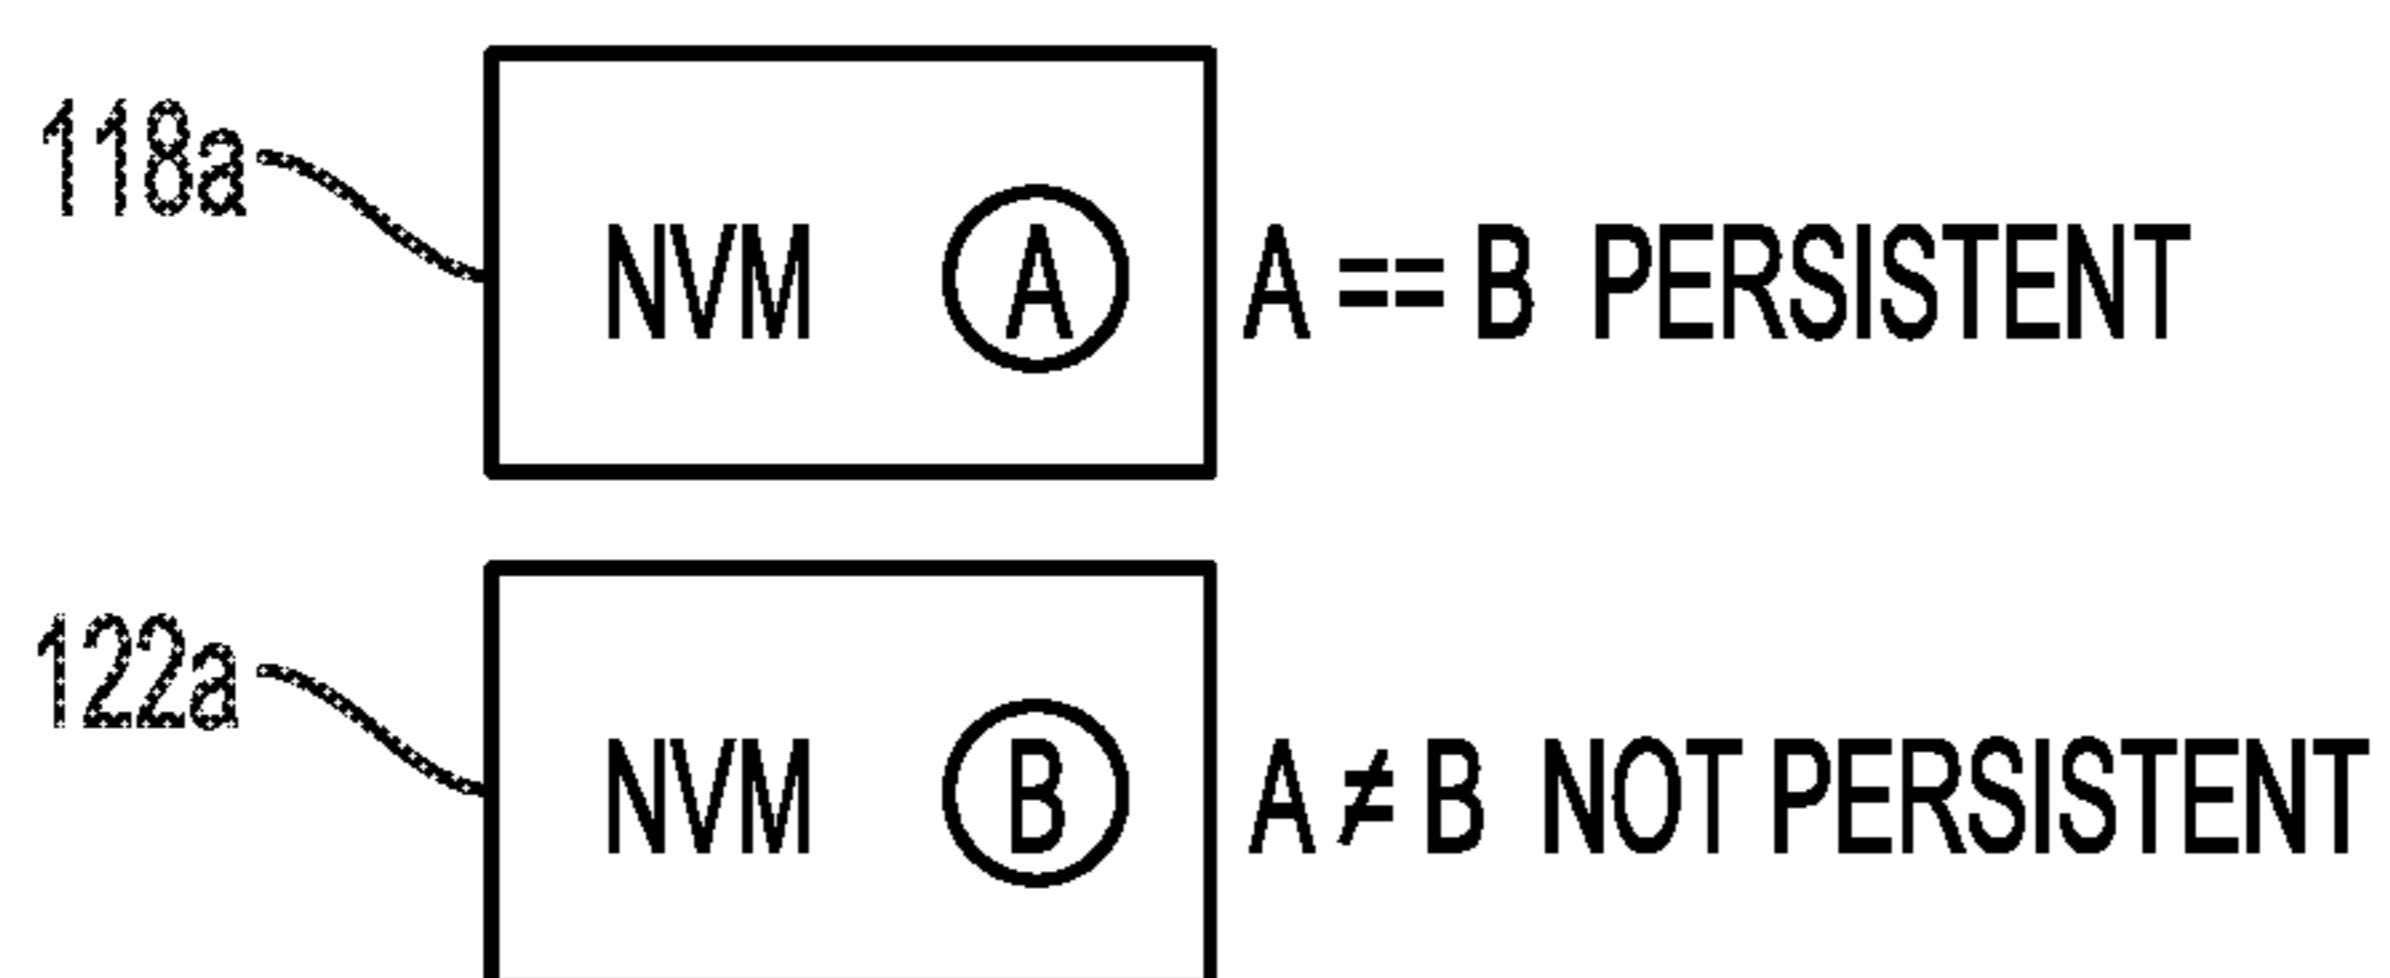 118a
NVM A A == B PERSISTENT
122a
NVM B A ≠ B NOT PERSISTENT